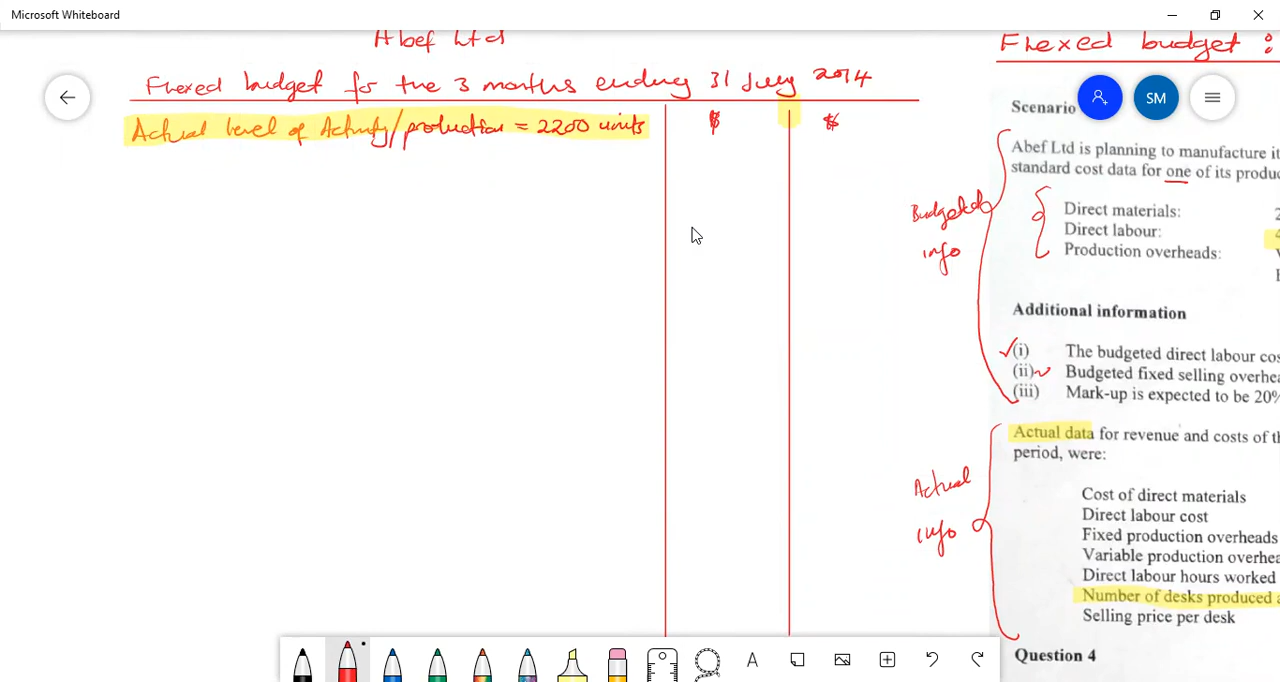 Microsoft Whiteboard
Abef Ltd
Flexed budget for the 3 months ending 31 July 2014
Actual level of Activity/production = 2200 units
$ $
Flexed budget :
SM
Scenario
Abef Ltd is planning to manufacture it
standard cost data for one of its produ
Budgeted
info
Direct materials: 2
Direct labour: 4
Production overheads:
Additional information
(i) The budgeted direct labour cos
(ii) Budgeted fixed selling overhe
(iii) Mark-up is expected to be 20%
Actual data for revenue and costs of th
period, were:
Actual
info
Cost of direct materials
Direct labour cost
Fixed production overheads
Variable production overhea
Direct labour hours worked
Number of desks produced a
Selling price per desk
Question 4
A